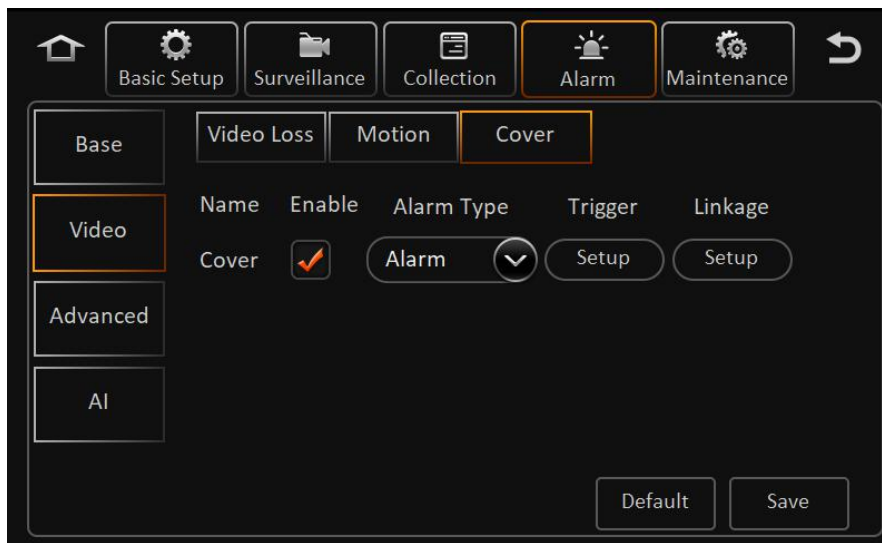 Basic Setup Surveillance Collection Alarm Maintenance
Base Video Loss Motion Cover
Name Enable Alarm Type Trigger Linkage
Video
Cover Alarm Setup Setup
Advanced
AI
Default Save